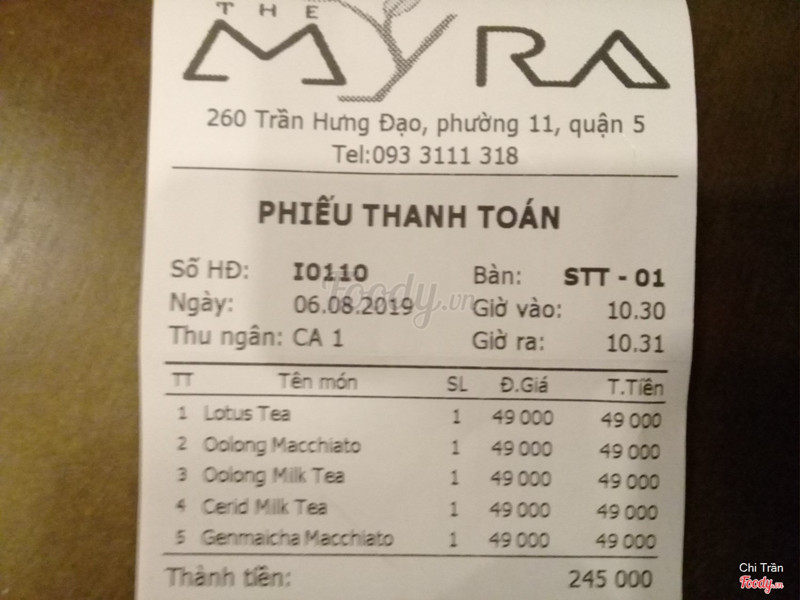 THE
MYRA
260 Trần Hưng Đạo, phường 11, quận 5
Tel:093 3111 318
PHIẾU THANH TOÁN
Số HĐ: I0110 Bàn: STT - 01
Ngày: 06.08.2019 Giờ vào: 10.30
Thu ngân: CA 1 Giờ ra: 10.31
TT Tên món SL Đ.Giá T.Tiền
1 Lotus Tea 1 49 000 49 000
2 Oolong Macchiato 1 49 000 49 000
3 Oolong Milk Tea 1 49 000 49 000
4 Cerid Milk Tea 1 49 000 49 000
5 Genmaicha Macchiato 1 49 000 49 000
Thành tiền: 245 000
Foody.vn
Chi Trần
Foody.vn